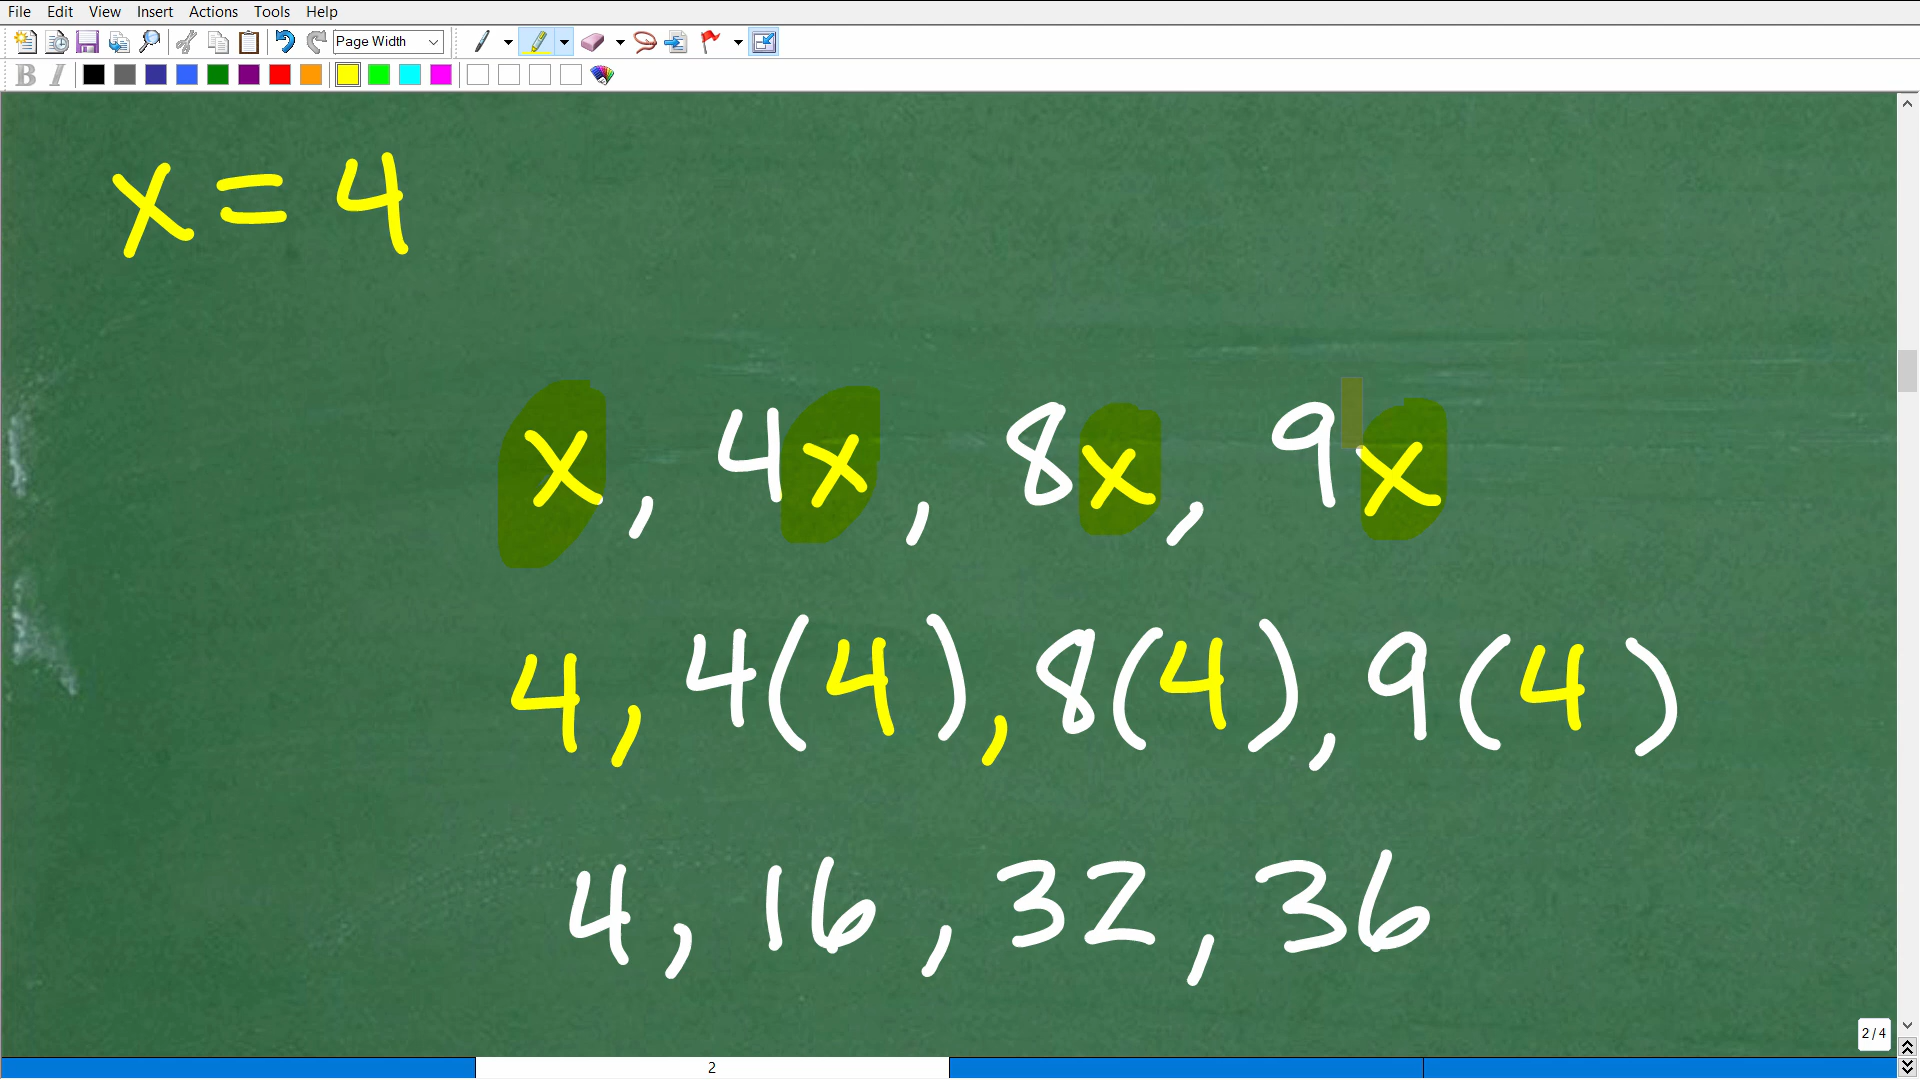 File Edit View Insert Actions Tools Help
Page Width
B I
x = 4
x, 4x, 8x, 9x
4, 4(4), 8(4), 9(4)
4, 16, 32, 36
2 / 4
2